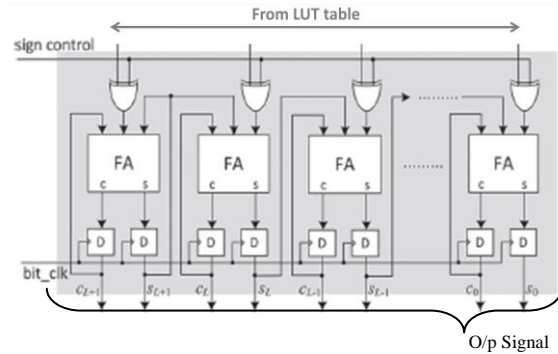 From LUT table
sign control
FA FA FA FA
c s c s c s c s
D D D D D D D D
bit_clk
c_{L+1} s_{L+1} c_L s_L c_{L-1} s_{L-1} c_0 s_0
O/p Signal